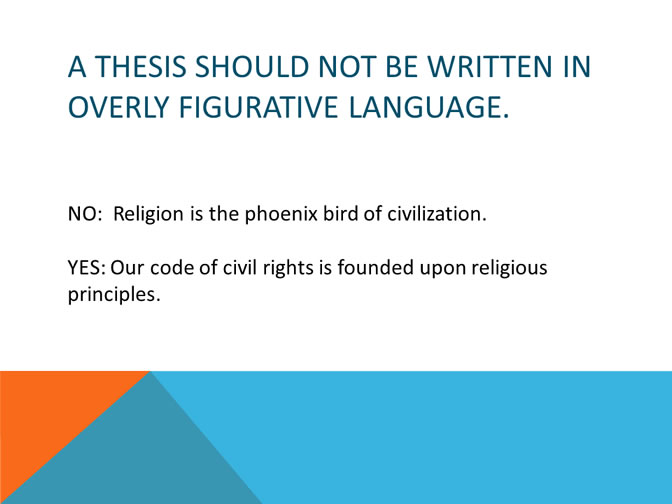 A THESIS SHOULD NOT BE WRITTEN IN
OVERLY FIGURATIVE LANGUAGE.
NO:  Religion is the phoenix bird of civilization.
YES: Our code of civil rights is founded upon religious
principles.